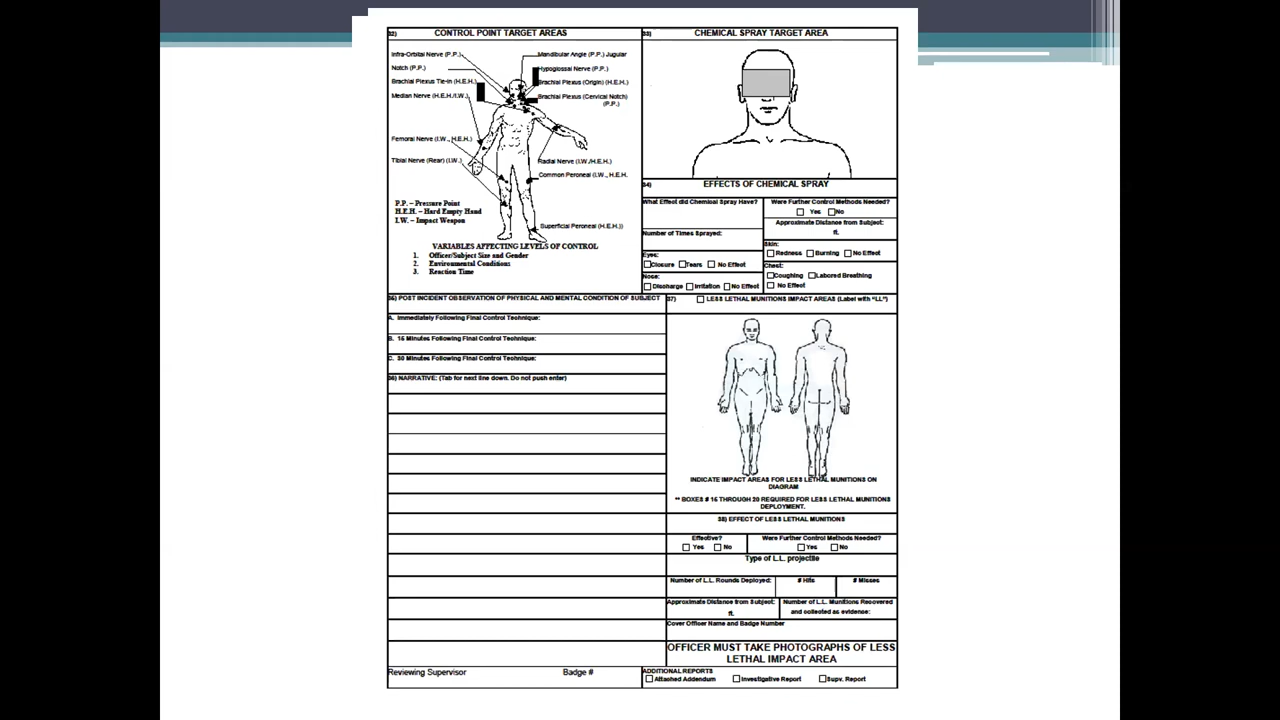 32) CONTROL POINT TARGET AREAS
Infra-Orbital Nerve (P.P.)
Notch (P.P.)
Brachial Plexus Tie-in (H.E.H.)
Median Nerve (H.E.H./I.W.)
Femoral Nerve (I.W., H.E.H.)
Tibial Nerve (Rear) (I.W.)
Mandibular Angle (P.P.) Jugular
Hypoglossal Nerve (P.P.)
Brachial Plexus (Origin) (H.E.H.)
Brachial Plexus (Cervical Notch)
(P.P.)
Radial Nerve (I.W./H.E.H.)
Common Peroneal (I.W., H.E.H.
Superficial Peroneal (H.E.H.))
P.P. – Pressure Point
H.E.H. – Hard Empty Hand
I.W. – Impact Weapon
VARIABLES AFFECTING LEVELS OF CONTROL
1. Officer/Subject Size and Gender
2. Environmental Conditions
3. Reaction Time
33) CHEMICAL SPRAY TARGET AREA
34) EFFECTS OF CHEMICAL SPRAY
What Effect did Chemical Spray Have?
Number of Times Sprayed:
Eyes:
Closure Tears No Effect
Nose:
Discharge Irritation No Effect
Were Further Control Methods Needed?
Yes No
Approximate Distance from Subject:
ft.
Skin:
Redness Burning No Effect
Chest:
Coughing Labored Breathing
No Effect
35) POST INCIDENT OBSERVATION OF PHYSICAL AND MENTAL CONDITION OF SUBJECT
A. Immediately Following Final Control Technique:
B. 15 Minutes Following Final Control Technique:
C. 30 Minutes Following Final Control Technique:
36) NARRATIVE: (Tab for next line down. Do not push enter)
37) LESS LETHAL MUNITIONS IMPACT AREAS (Label with "LL")
INDICATE IMPACT AREAS FOR LESS LETHAL MUNITIONS ON
DIAGRAM
** BOXES # 15 THROUGH 20 REQUIRED FOR LESS LETHAL MUNITIONS
DEPLOYMENT.
38) EFFECT OF LESS LETHAL MUNITIONS
Effective?
Yes No
Were Further Control Methods Needed?
Yes No
Type of L.L. projectile
Number of L.L. Rounds Deployed: # Hits # Misses
Approximate Distance from Subject:
ft.
Number of L.L. Munitions Recovered
and collected as evidence:
Cover Officer Name and Badge Number
OFFICER MUST TAKE PHOTOGRAPHS OF LESS
LETHAL IMPACT AREA
Reviewing Supervisor Badge #
ADDITIONAL REPORTS
Attached Addendum Investigative Report Supv. Report